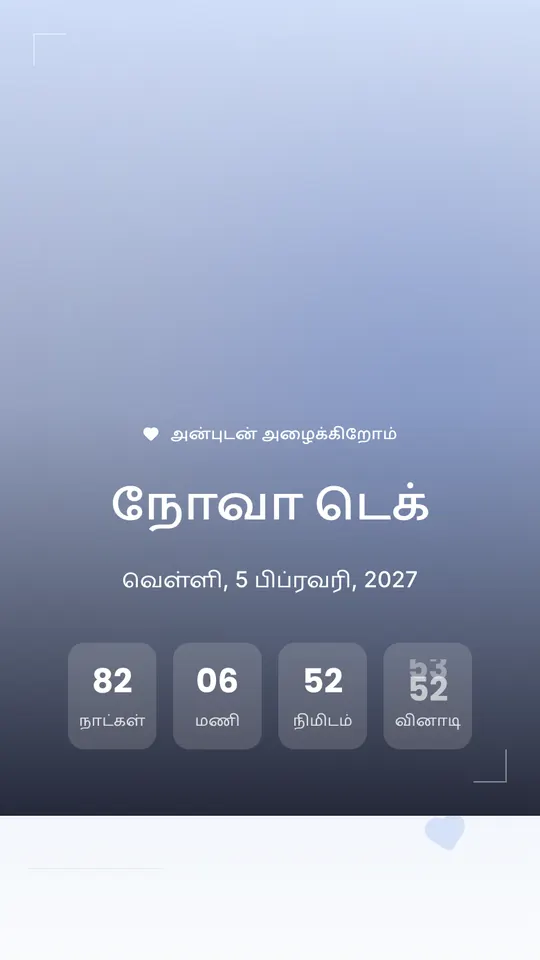 அன்புடன் அழைக்கிறோம்
நோவா டெக்
வெள்ளி, 5 பிப்ரவரி, 2027
82 06 52 52
நாட்கள் மணி நிமிடம் வினாடி